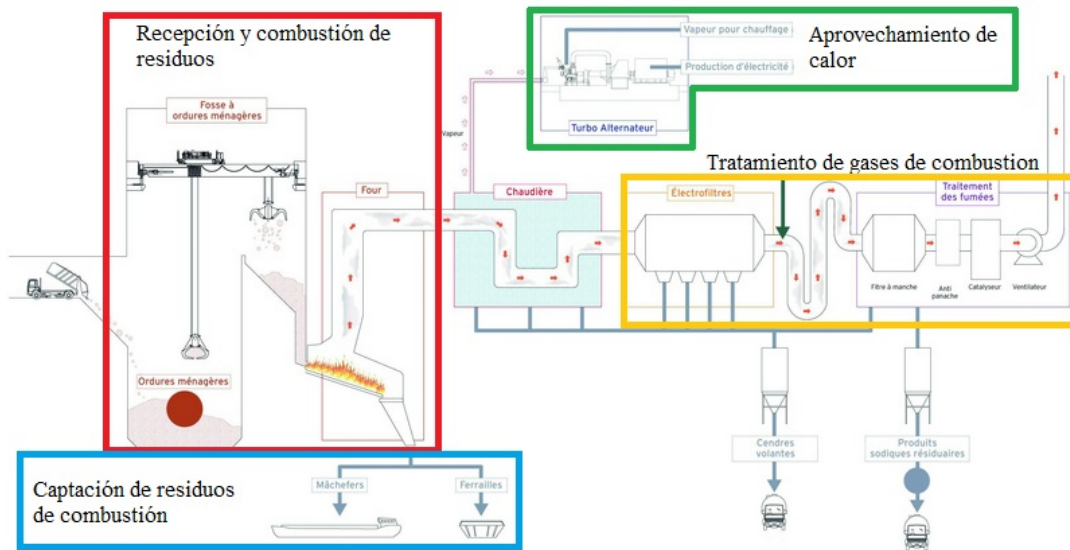 Recepción y combustión de
residuos
Fosse à
ordures ménagères
Four
Ordures ménagères
Vapeur pour chauffage
Production d'électricité
Turbo Alternateur
Aprovechamiento de
calor
Vapeur
Chaudière
Tratamiento de gases de combustion
Électrofiltres
Traitement
des fumées
Fitre à manche
Anti
panache
Catalyseur
Ventilateur
Captación de residuos
de combustión
Mâchefers
Ferrailles
Cendres
volantes
Produits
sodiques résiduaires